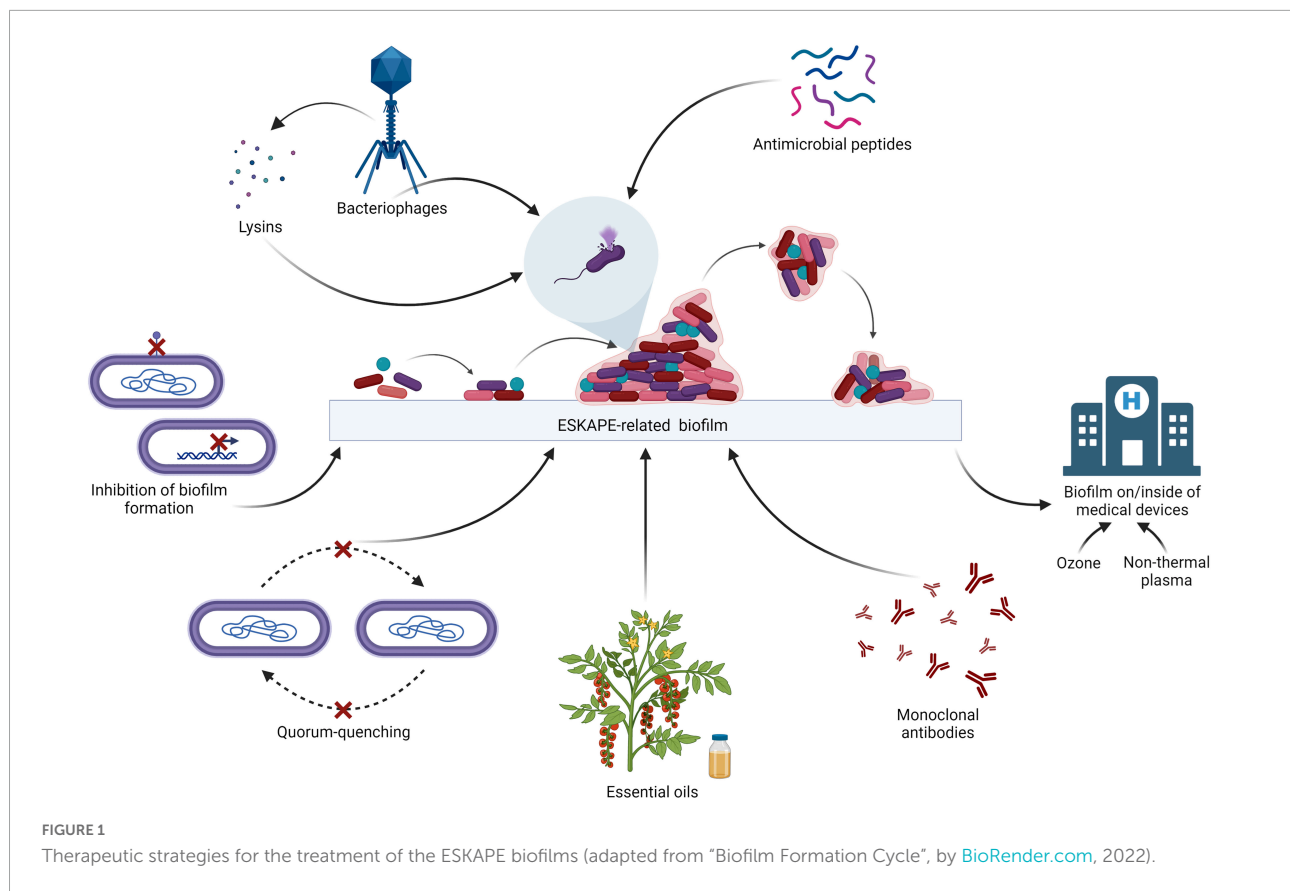 Antimicrobial peptides
Bacteriophages
Lysins
ESKAPE-related biofilm
H
Inhibition of biofilm
formation
Biofilm on/inside of
medical devices
Ozone
Non-thermal
plasma
Quorum-quenching
Monoclonal
antibodies
Essential oils
FIGURE 1
Therapeutic strategies for the treatment of the ESKAPE biofilms (adapted from “Biofilm Formation Cycle”, by BioRender.com, 2022).